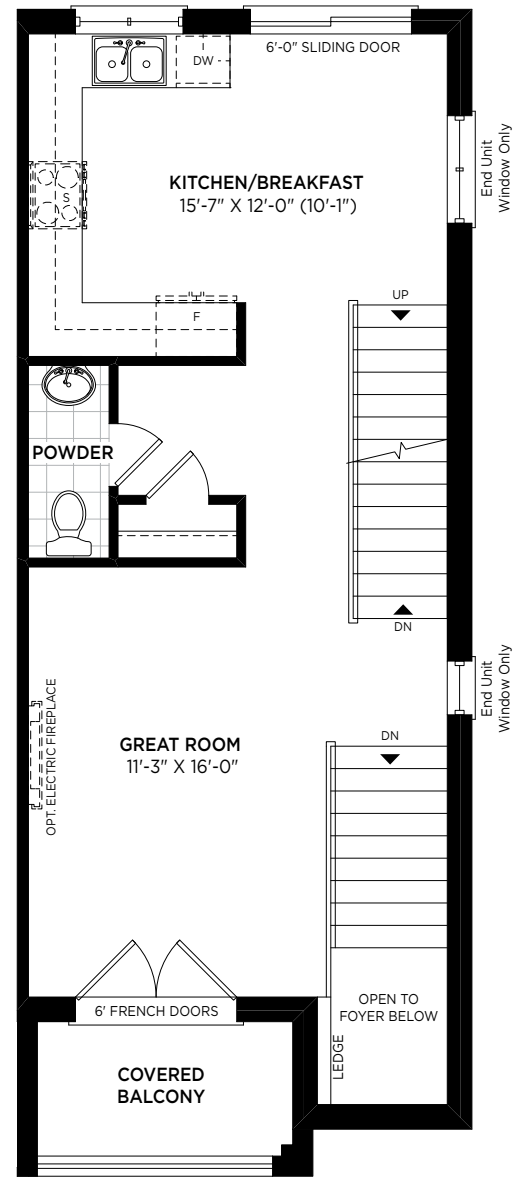 6'-0" SLIDING DOOR
DW
End Unit
Window Only
KITCHEN/BREAKFAST
15'-7" X 12'-0" (10'-1")
S
UP
F
POWDER
DN
End Unit
Window Only
OPT. ELECTRIC FIREPLACE
GREAT ROOM
11'-3" X 16'-0"
DN
6' FRENCH DOORS
OPEN TO
FOYER BELOW
LEDGE
COVERED
BALCONY